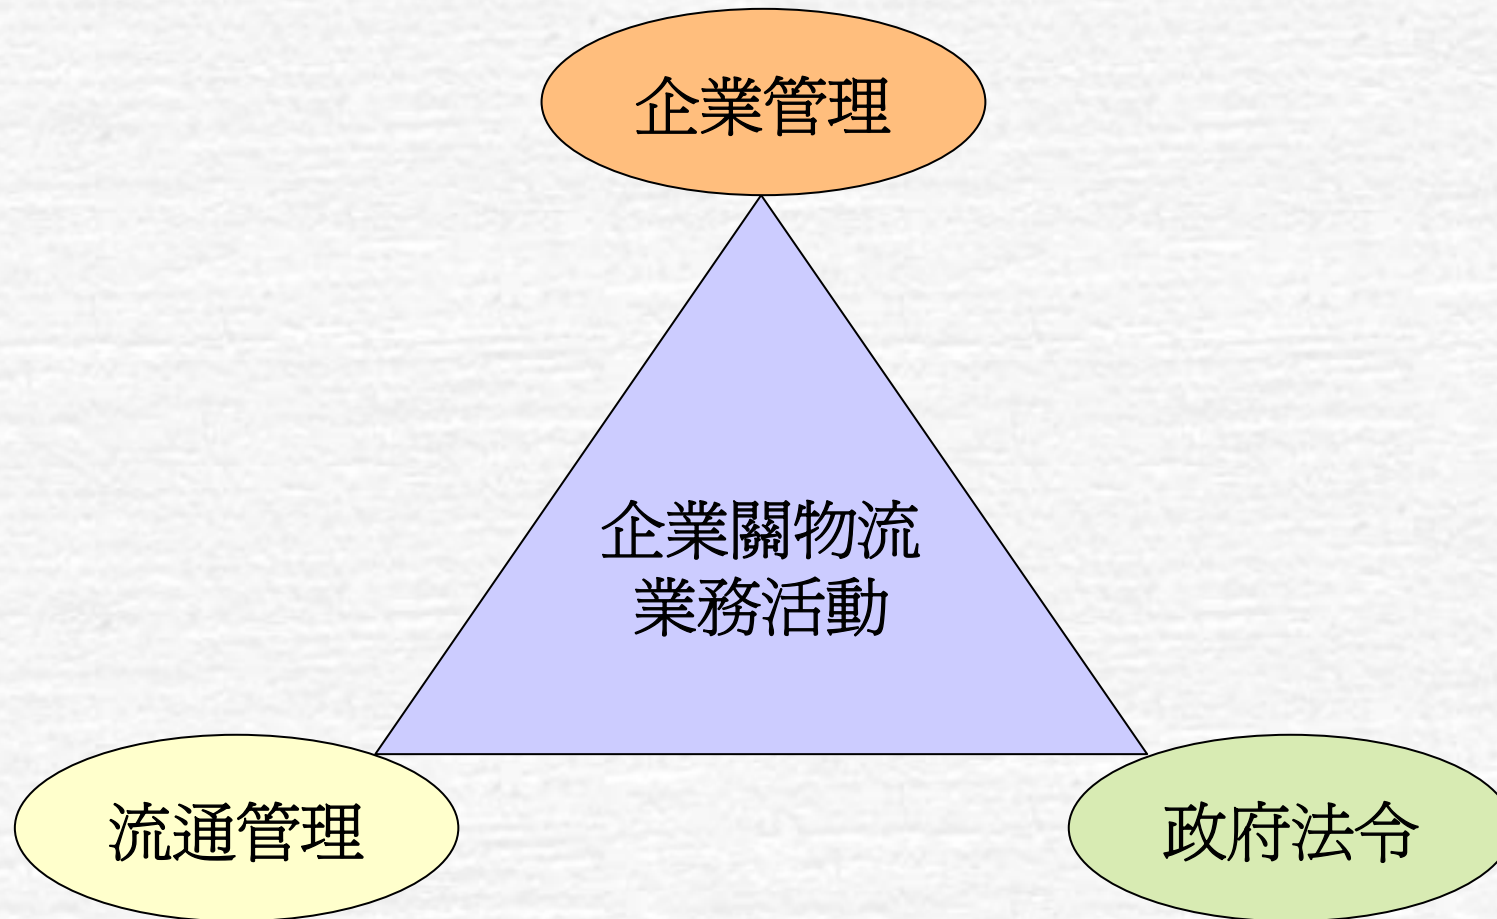 企業管理
企業關物流
業務活動
流通管理
政府法令